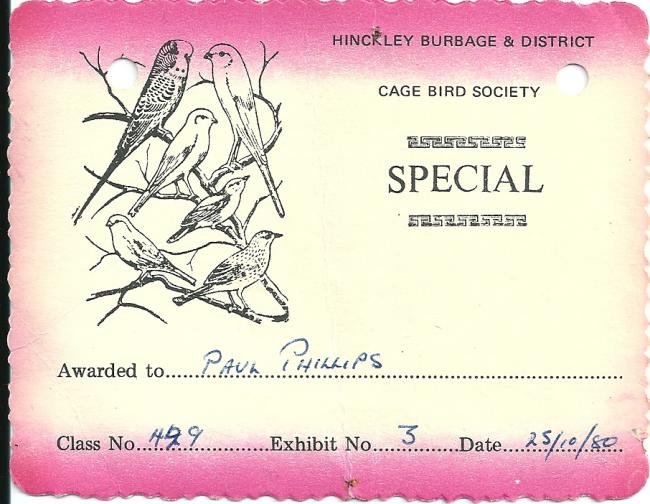 HINCKLEY BURBAGE & DISTRICT
CAGE BIRD SOCIETY
SPECIAL
Awarded to..... PAUL PHILLIPS
Class No. Exhibit No. 3 Date 25/10/80